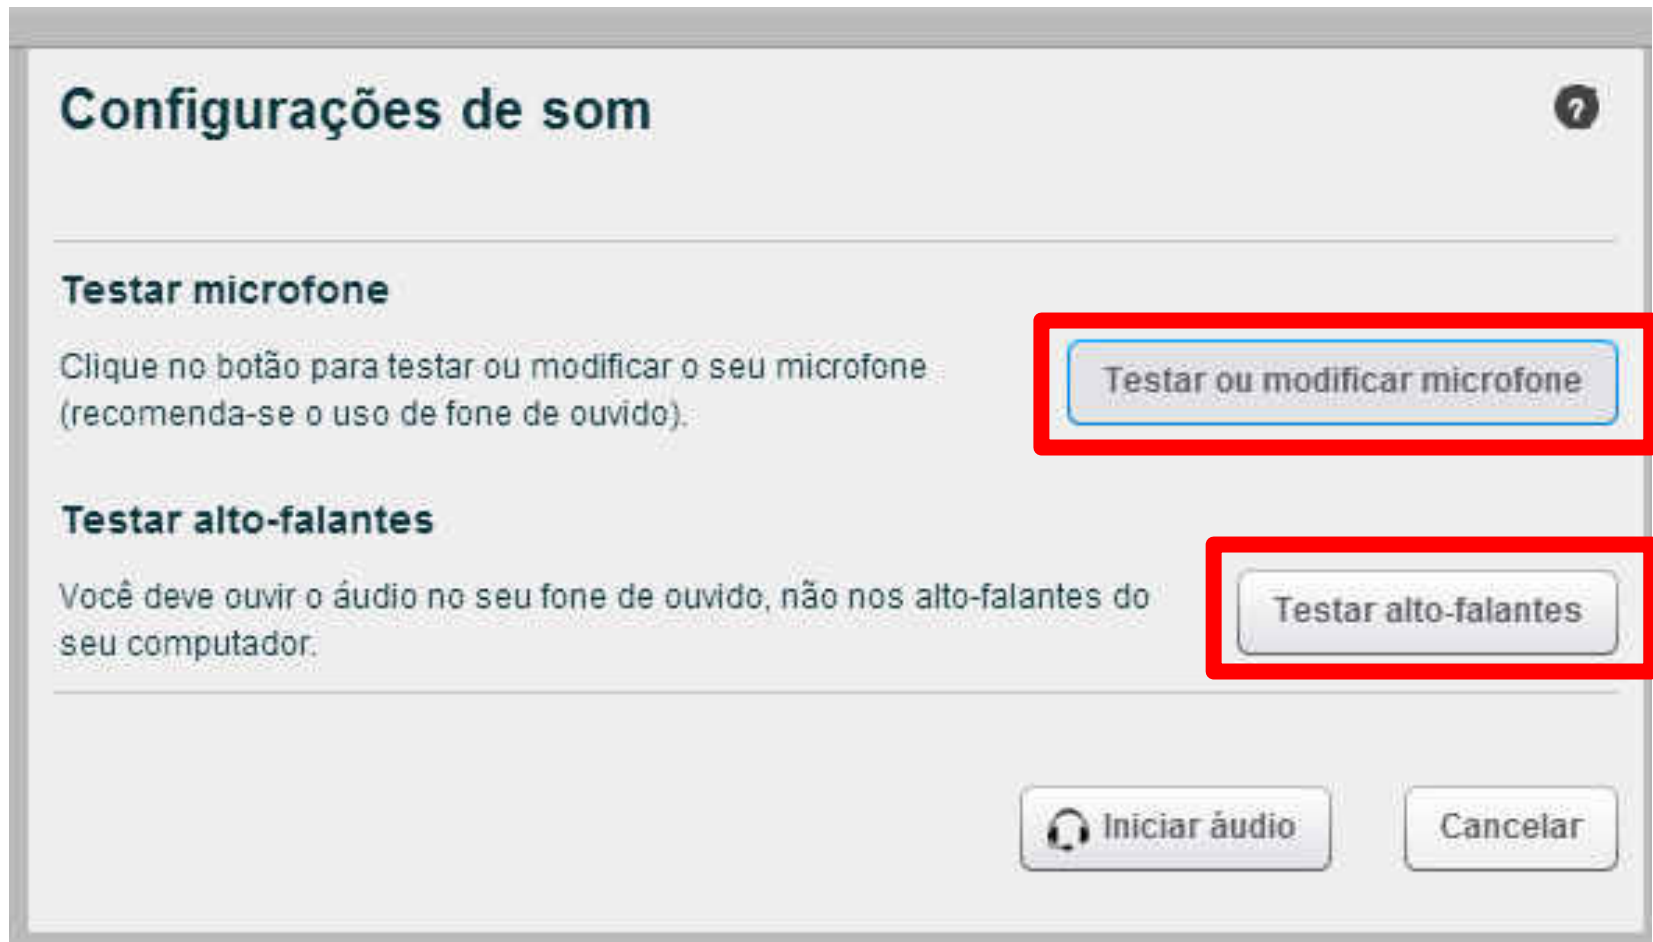 Configurações de som
?
Testar microfone
Clique no botão para testar ou modificar o seu microfone
(recomenda-se o uso de fone de ouvido).
Testar ou modificar microfone
Testar alto-falantes
Você deve ouvir o áudio no seu fone de ouvido, não nos alto-falantes do
seu computador.
Testar alto-falantes
Iniciar áudio
Cancelar